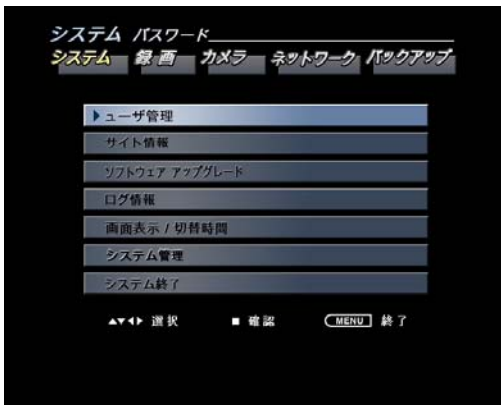 システム パスワード
システム 録画 カメラ ネットワーク バックアップ
ユーザ管理
サイト情報
ソフトウェア アップグレード
ログ情報
画面表示 / 切替時間
システム管理
システム終了
▲▼◀▶ 選択 ■ 確認 MENU 終了